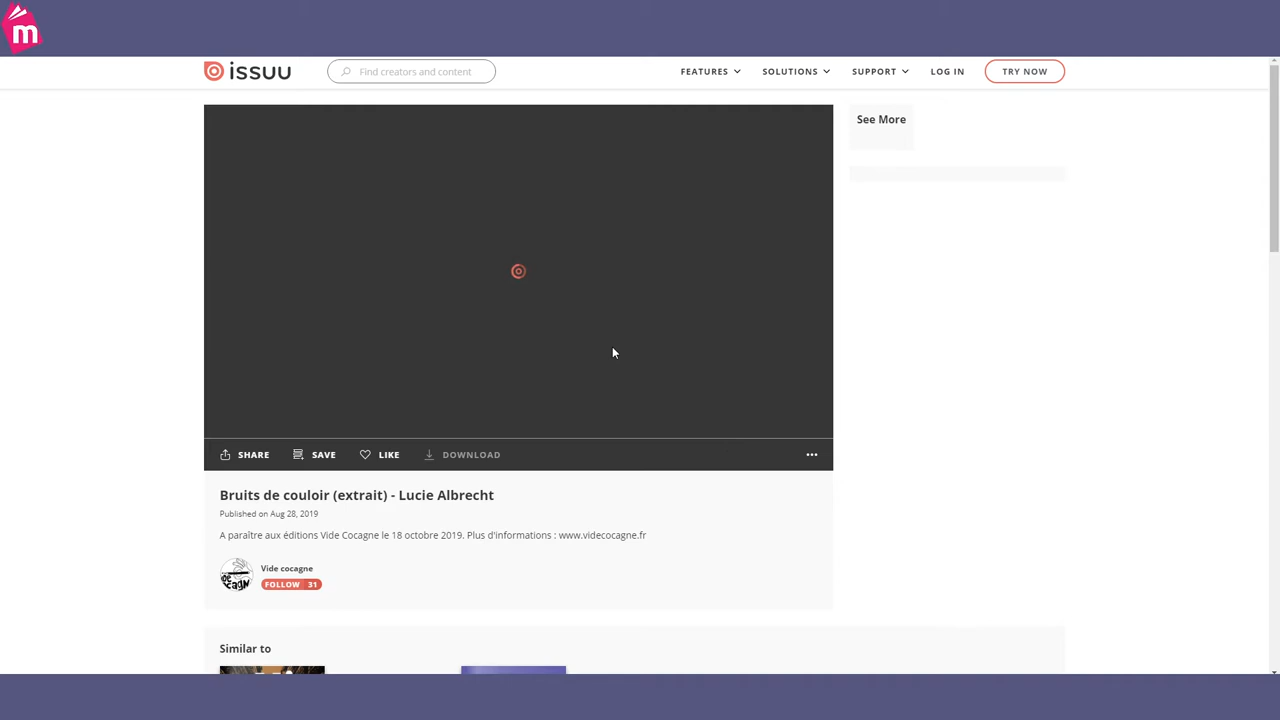 m
issuu
Find creators and content
FEATURES
SOLUTIONS
SUPPORT
LOG IN
TRY NOW
See More
SHARE
SAVE
LIKE
DOWNLOAD
Bruits de couloir (extrait) - Lucie Albrecht
Published on Aug 28, 2019
A paraître aux éditions Vide Cocagne le 18 octobre 2019. Plus d'informations : www.videcocagne.fr
Vide cocagne
FOLLOW 31
Similar to